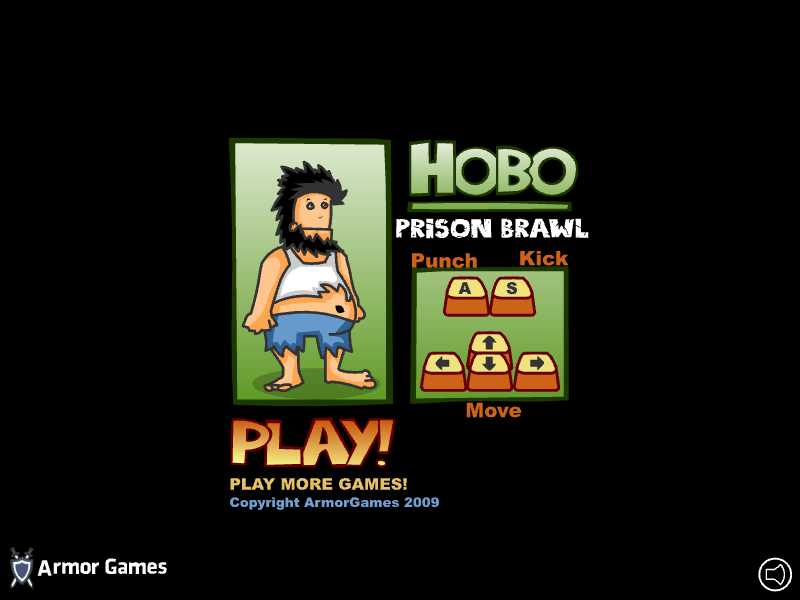 HOBO
PRISON BRAWL
Punch Kick
A S
Move
PLAY!
PLAY MORE GAMES!
Copyright ArmorGames 2009
Armor Games